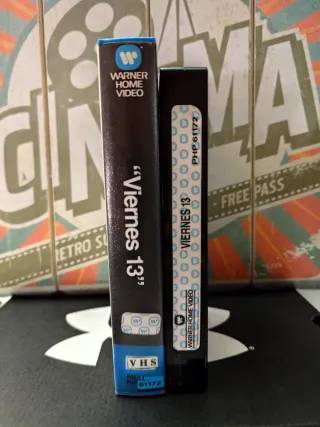 CINEMA
RETRO SU
FREE PASS
WARNER
HOME
VIDEO
"Viernes 13"
VHS
PHP 61172
PHP 61172
VIERNES 13
WARNER HOME VIDEO